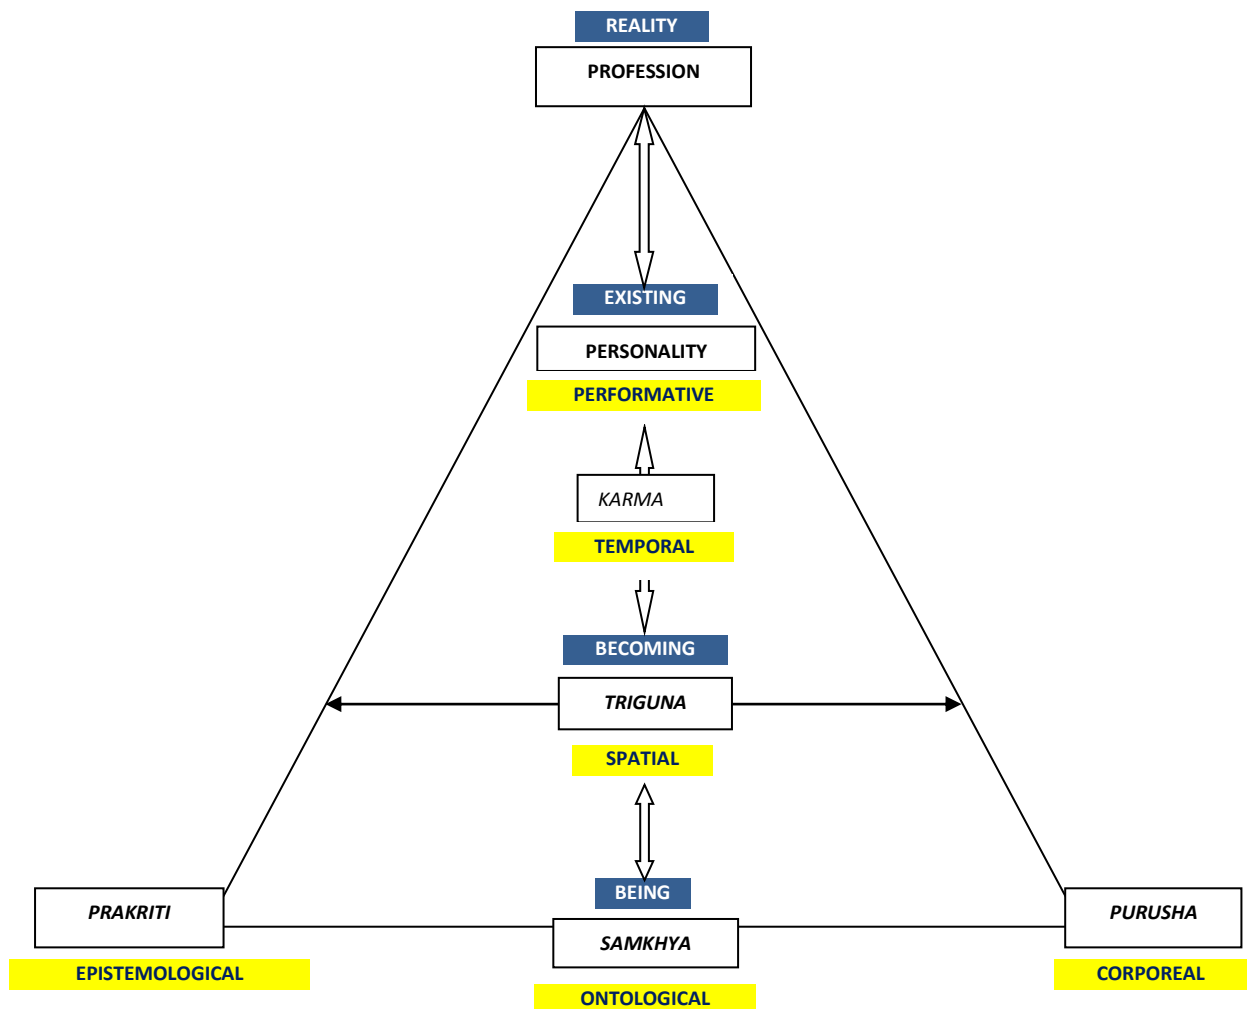 REALITY
PROFESSION
EXISTING
PERSONALITY
PERFORMATIVE
KARMA
TEMPORAL
BECOMING
TRIGUNA
SPATIAL
BEING
PRAKRITI
SAMKHYA
PURUSHA
EPISTEMOLOGICAL
ONTOLOGICAL
CORPOREAL